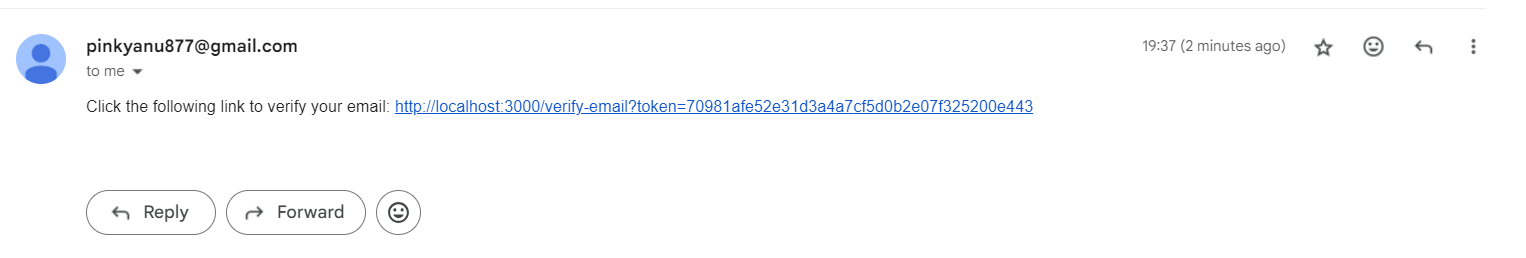 pinkyanu877@gmail.com
19:37 (2 minutes ago)
to me
Click the following link to verify your email: http://localhost:3000/verify-email?token=70981afe52e31d3a4a7cf5d0b2e07f325200e443
Reply
Forward